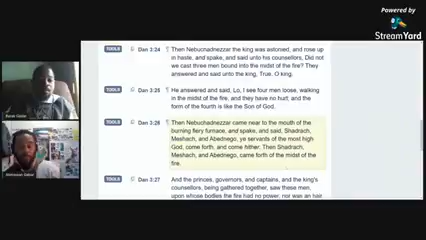 Powered by
StreamYard
TOOLS Dan 3:24 Then Nebuchadnezzar the king was astonied, and rose up
in haste, and spake, and said unto his counsellors, Did not
we cast three men bound into the midst of the fire? They
answered and said unto the king, True, O king.
TOOLS Dan 3:25 He answered and said, Lo, I see four men loose, walking
in the midst of the fire, and they have no hurt; and the
form of the fourth is like the Son of God.
TOOLS Dan 3:26 ¶ Then Nebuchadnezzar came near to the mouth of the
burning fiery furnace, and spake, and said, Shadrach,
Meshach, and Abednego, ye servants of the most high
God, come forth, and come hither. Then Shadrach,
Meshach, and Abednego, came forth of the midst of the
fire.
TOOLS Dan 3:27 And the princes, governors, and captains, and the king's
counsellors, being gathered together, saw these men,
upon whose bodies the fire had no power, nor was an hair